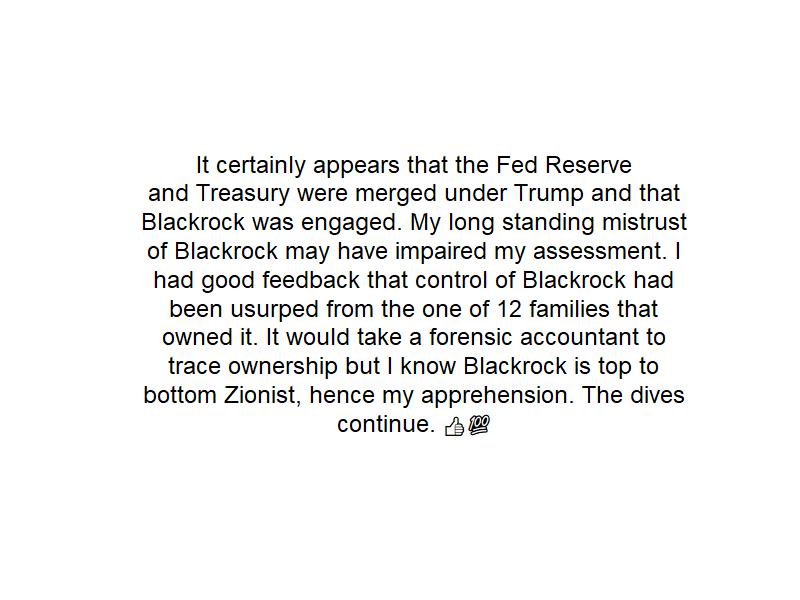 It certainly appears that the Fed Reserve
and Treasury were merged under Trump and that
Blackrock was engaged. My long standing mistrust
of Blackrock may have impaired my assessment. I
had good feedback that control of Blackrock had
been usurped from the one of 12 families that
owned it. It would take a forensic accountant to
trace ownership but I know Blackrock is top to
bottom Zionist, hence my apprehension. The dives
continue. 👍💯